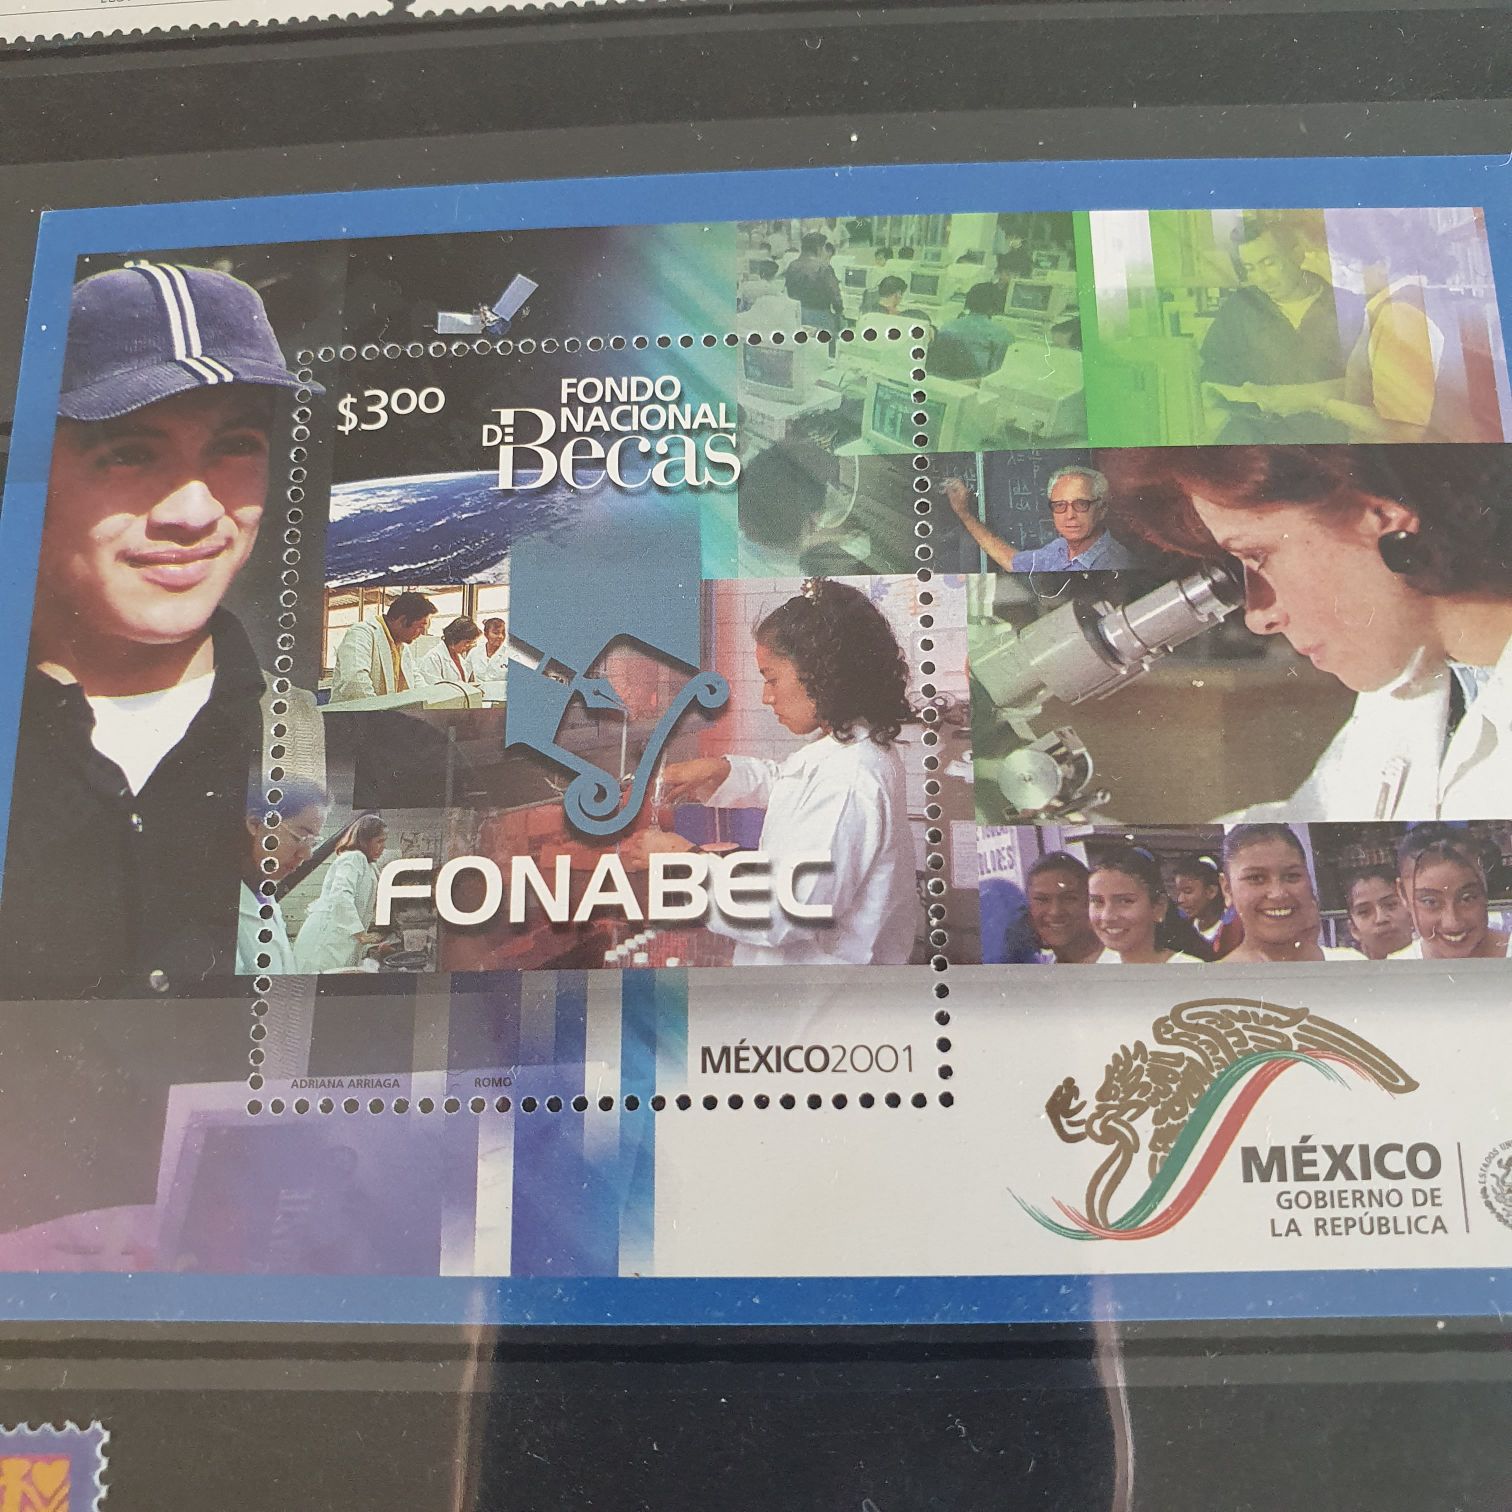 $3.00
FONDO
NACIONAL
DE Becas
FONABEC
MÉXICO2001
ADRIANA ARRIAGA
ROMO
MÉXICO
GOBIERNO DE
LA REPÚBLICA